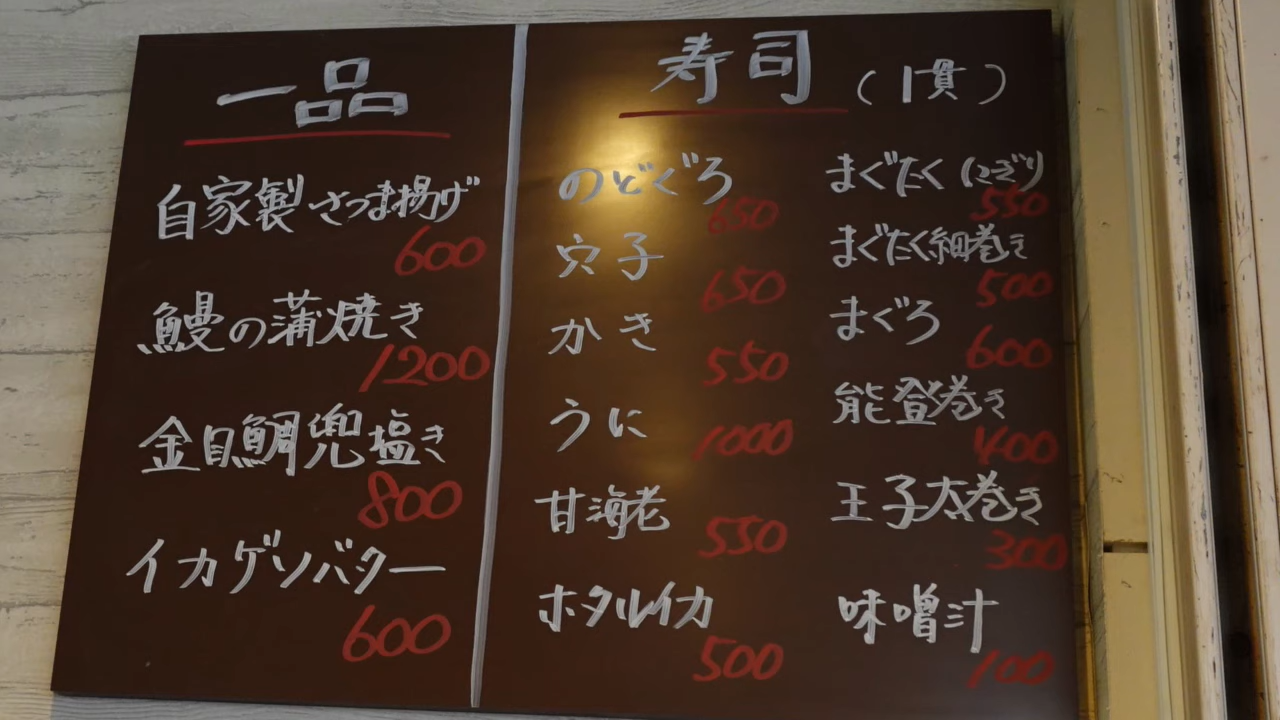 一品
自家製さつま揚げ
600
鰻の蒲焼き
1200
金目鯛兜塩き
800
イカゲソバター
600
寿司 (1貫)
のどぐろ
650
穴子
650
かき
550
うに
1000
甘海老
550
ホタルイカ
500
まぐたく にぎり
550
まぐたく細巻き
500
まぐろ
600
能登巻き
400
王子太巻き
300
味噌汁
100